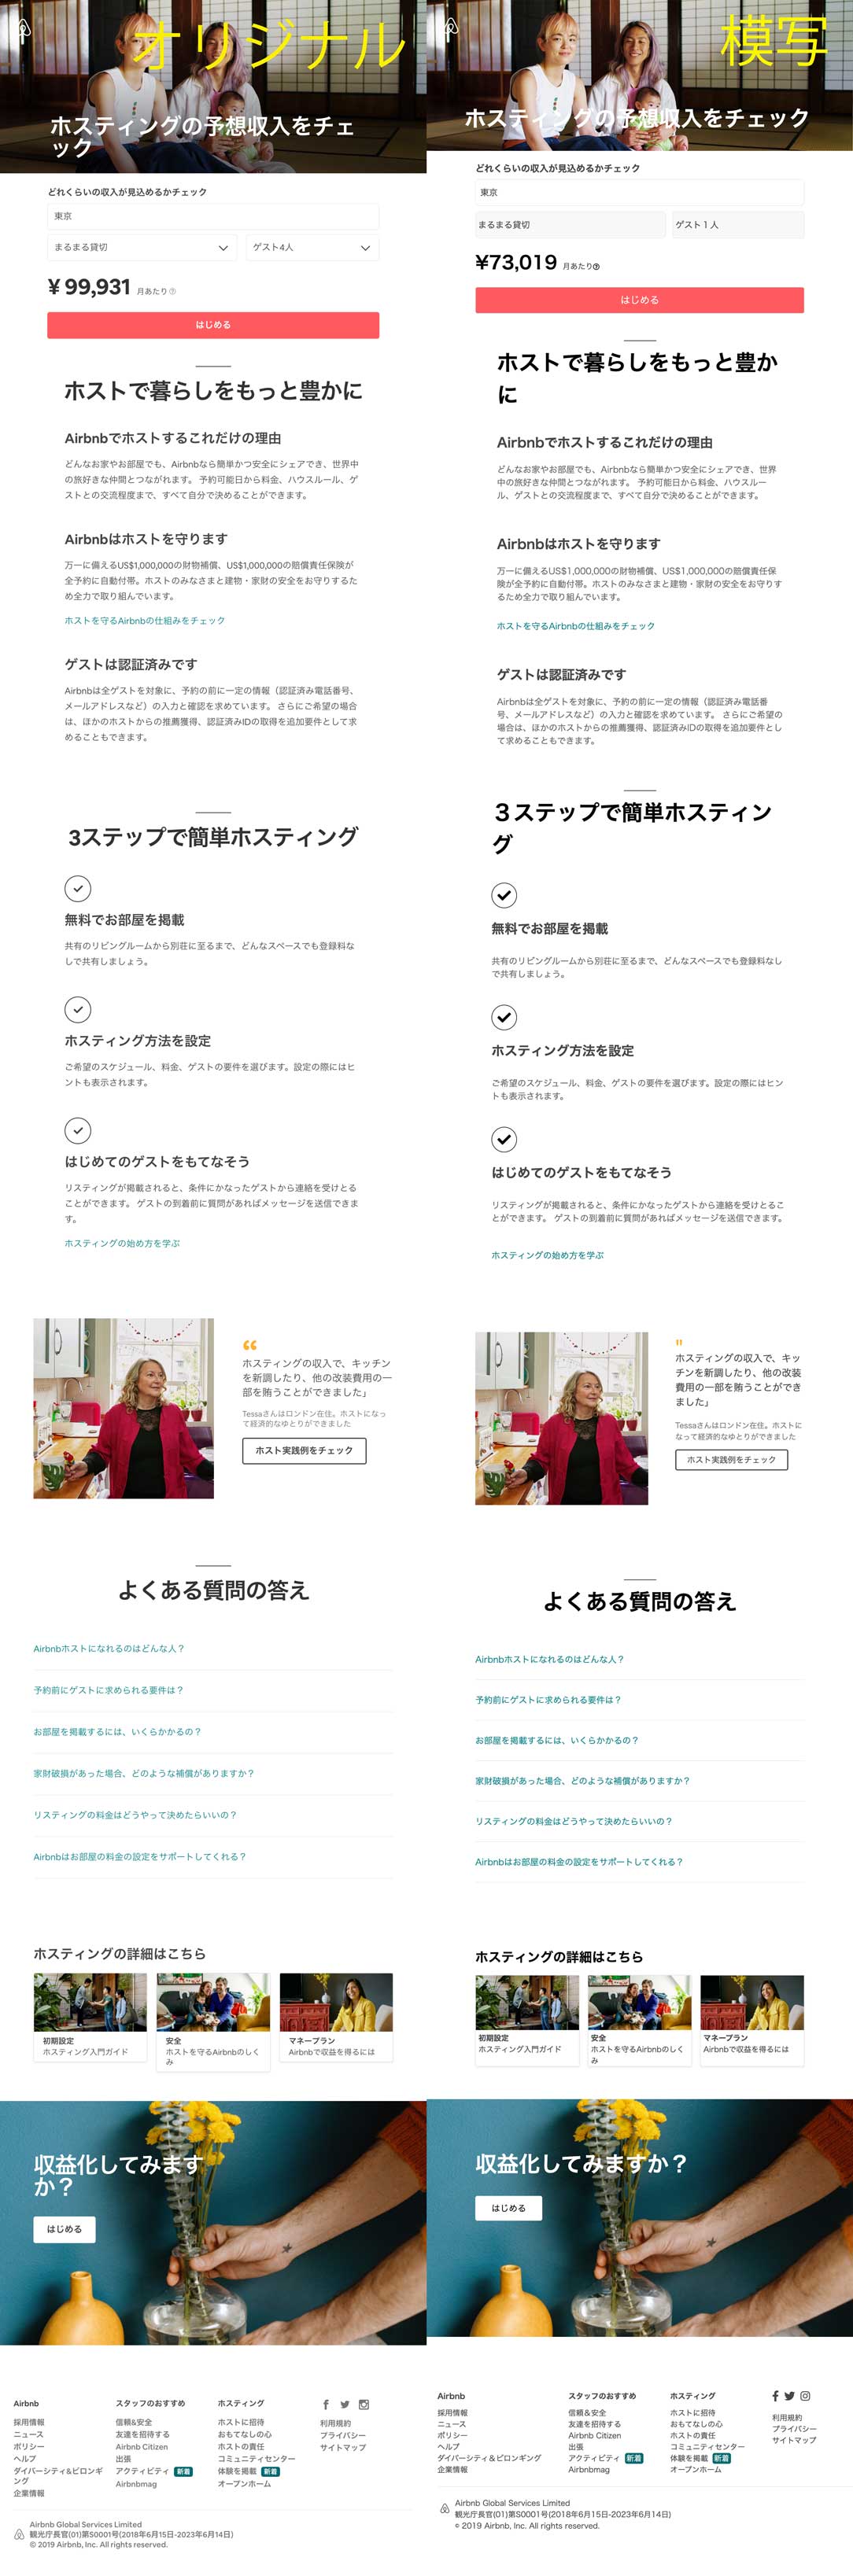 オリジナル
ホスティングの予想収入をチェ
ック
どれくらいの収入が見込めるかチェック
東京
まるまる貸切
ゲスト4人
¥ 99,931 月あたり
はじめる
ホストで暮らしをもっと豊かに
Airbnbでホストするこれだけの理由
どんなお家やお部屋でも、Airbnbなら簡単かつ安全にシェアでき、世界中
の旅好きな仲間とつながれます。 予約可能日から料金、ハウスルール、ゲ
ストとの交流程度まで、すべて自分で決めることができます。
Airbnbはホストを守ります
万一に備えるUS$1,000,000の財物補償、US$1,000,000の賠償責任保険が
全予約に自動付帯。ホストのみなさまと建物・家財の安全をお守りするた
め全力で取り組んでいます。
ホストを守るAirbnbの仕組みをチェック
ゲストは認証済みです
Airbnbは全ゲストを対象に、予約の前に一定の情報（認証済み電話番号、
メールアドレスなど）の入力と確認を求めています。 さらにご希望の場合
は、ほかのホストからの推薦獲得、認証済みIDの取得を追加要件として求
めることもできます。
3ステップで簡単ホスティング
無料でお部屋を掲載
共有のリビングルームから別荘に至るまで、どんなスペースでも登録料な
しで共有しましょう。
ホスティング方法を設定
ご希望のスケジュール、料金、ゲストの要件を選びます。設定の際にはヒ
ントも表示されます。
はじめてのゲストをもてなそう
リスティングが掲載されると、条件にかなったゲストから連絡を受けとる
ことができます。 ゲストの到着前に質問があればメッセージを送信できま
す。
ホスティングの始め方を学ぶ
“
ホスティングの収入で、キッチン
を新調したり、他の改装費用の一
部を賄うことができました」
Tessaさんはロンドン在住。ホストになっ
て経済的なゆとりができました
ホスト実践例をチェック
よくある質問の答え
Airbnbホストになれるのはどんな人？
予約前にゲストに求められる要件は？
お部屋を掲載するには、いくらかかるの？
家財破損があった場合、どのような補償がありますか？
リスティングの料金はどうやって決めたらいいの？
Airbnbはお部屋の料金の設定をサポートしてくれる？
ホスティングの詳細はこちら
初期設定
ホスティング入門ガイド
安全
ホストを守るAirbnbのしく
み
マネープラン
Airbnbで収益を得るには
収益化してみます
か？
はじめる
Airbnb
採用情報
ニュース
ポリシー
ヘルプ
ダイバーシティ&ビロンギ
ング
企業情報
スタッフのおすすめ
信頼&安全
友達を招待する
Airbnb Citizen
出張
アクティビティ 新着
Airbnbmag
ホスティング
ホストに招待
おもてなしの心
ホストの責任
コミュニティセンター
体験を掲載 新着
オープンホーム
利用規約
プライバシー
サイトマップ
Airbnb Global Services Limited
観光庁長官(01)第S0001号(2018年6月15日-2023年6月14日)
© 2019 Airbnb, Inc. All rights reserved.
模写
ホスティングの予想収入をチェック
どれくらいの収入が見込めるかチェック
東京
まるまる貸切
ゲスト１人
¥73,019 月あたり
はじめる
ホストで暮らしをもっと豊か
に
Airbnbでホストするこれだけの理由
どんなお家やお部屋でも、Airbnbなら簡単かつ安全にシェアでき、世界
中の旅好きな仲間とつながれます。 予約可能日から料金、ハウスルー
ル、ゲストとの交流程度まで、すべて自分で決めることができます。
Airbnbはホストを守ります
万一に備えるUS$1,000,000の財物補償、US$1,000,000の賠償責任保
険が全予約に自動付帯。ホストのみなさまと建物・家財の安全をお守りす
るため全力で取り組んでいます。
ホストを守るAirbnbの仕組みをチェック
ゲストは認証済みです
Airbnbは全ゲストを対象に、予約の前に一定の情報（認証済み電話番
号、メールアドレスなど）の入力と確認を求めています。 さらにご希望の
場合は、ほかのホストからの推薦獲得、認証済みIDの取得を追加要件とし
て求めることもできます。
３ステップで簡単ホスティン
グ
無料でお部屋を掲載
共有のリビングルームから別荘に至るまで、どんなスペースでも登録料なし
で共有しましょう。
ホスティング方法を設定
ご希望のスケジュール、料金、ゲストの要件を選びます。設定の際にはヒン
トも表示されます。
はじめてのゲストをもてなそう
リスティングが掲載されると、条件にかなったゲストから連絡を受けとるこ
とができます。 ゲストの到着前に質問があればメッセージを送信できます。
ホスティングの始め方を学ぶ
"
ホスティングの収入で、キッ
チンを新調したり、他の改装
費用の一部を賄うことができ
ました」
Tessaさんはロンドン在住。ホストに
なって経済的なゆとりができました
ホスト実践例をチェック
よくある質問の答え
Airbnbホストになれるのはどんな人？
予約前にゲストに求められる要件は？
お部屋を掲載するには、いくらかかるの？
家財破損があった場合、どのような補償がありますか？
リスティングの料金はどうやって決めたらいいの？
Airbnbはお部屋の料金の設定をサポートしてくれる？
ホスティングの詳細はこちら
初期設定
ホスティング入門ガイド
安全
ホストを守るAirbnbのしく
み
マネープラン
Airbnbで収益を得るには
収益化してみますか？
はじめる
Airbnb
採用情報
ニュース
ポリシー
ヘルプ
ダイバーシティ＆ビロンギング
企業情報
スタッフのおすすめ
信頼＆安全
友達を招待する
Airbnb Citizen
出張
アクティビティ 新着
Airbnbmag
ホスティング
ホストに招待
おもてなしの心
ホストの責任
コミュニティセンター
体験を掲載 新着
オープンホーム
利用規約
プライバシー
サイトマップ
Airbnb Global Services Limited
観光庁長官(01)第S0001号(2018年6月15日-2023年6月14日)
© 2019 Airbnb, Inc. All rights reserved.